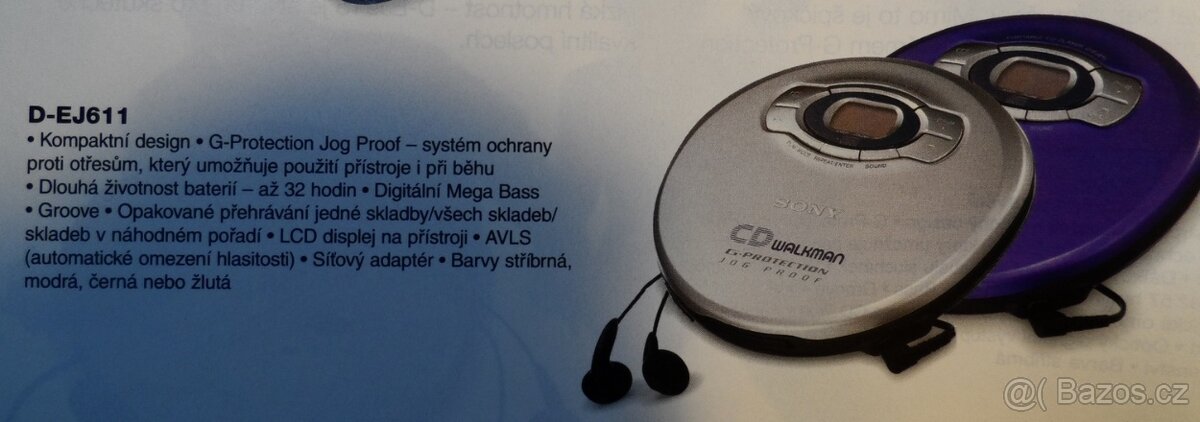 D-EJ611
• Kompaktní design • G-Protection Jog Proof – systém ochrany
proti otřesům, který umožňuje použití přístroje i při běhu
• Dlouhá životnost baterií – až 32 hodin • Digitální Mega Bass
• Groove • Opakované přehrávání jedné skladby/všech skladeb/
skladeb v náhodném pořadí • LCD displej na přístroji • AVLS
(automatické omezení hlasitosti) • Síťový adaptér • Barvy stříbrná,
modrá, černá nebo žlutá
SOUND
SONY
CD WALKMAN
G-PROTECTION
JOG PROOF
Bazos.cz